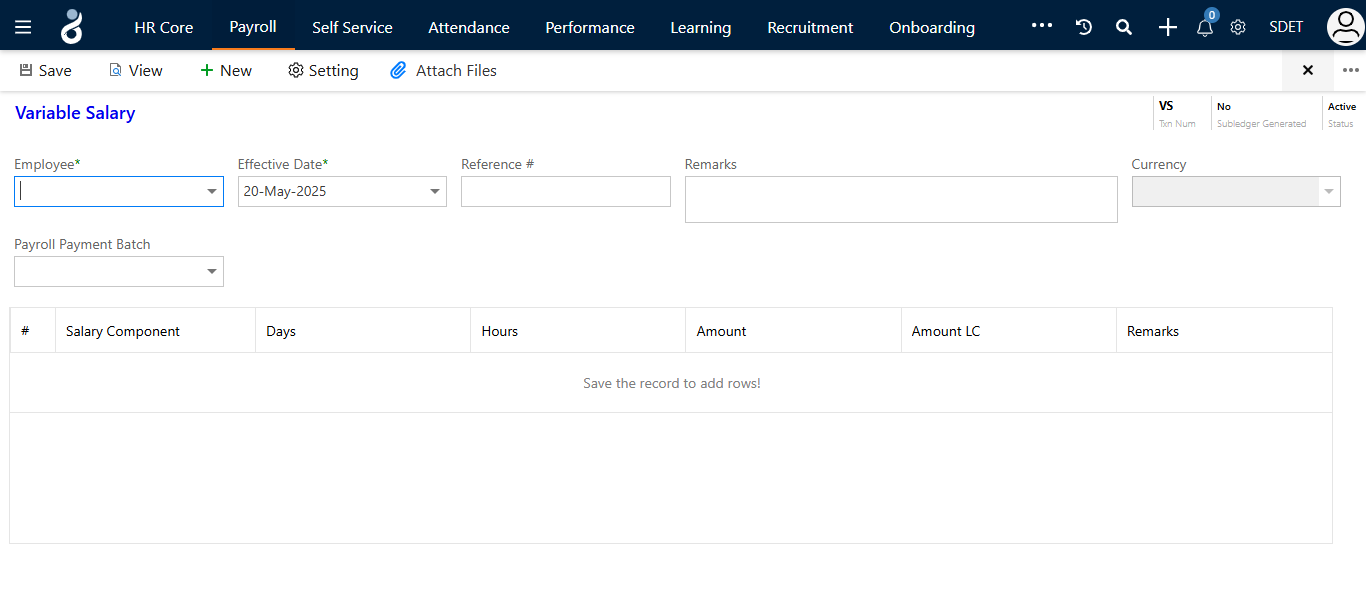 HR Core Payroll Self Service Attendance Performance Learning Recruitment Onboarding ••• 0 SDET
Save View New Setting Attach Files
Variable Salary
VS No Active
Txn Num Subledger Generated Status
Employee* Effective Date* Reference # Remarks Currency
20-May-2025
Payroll Payment Batch
# Salary Component Days Hours Amount Amount LC Remarks
Save the record to add rows!